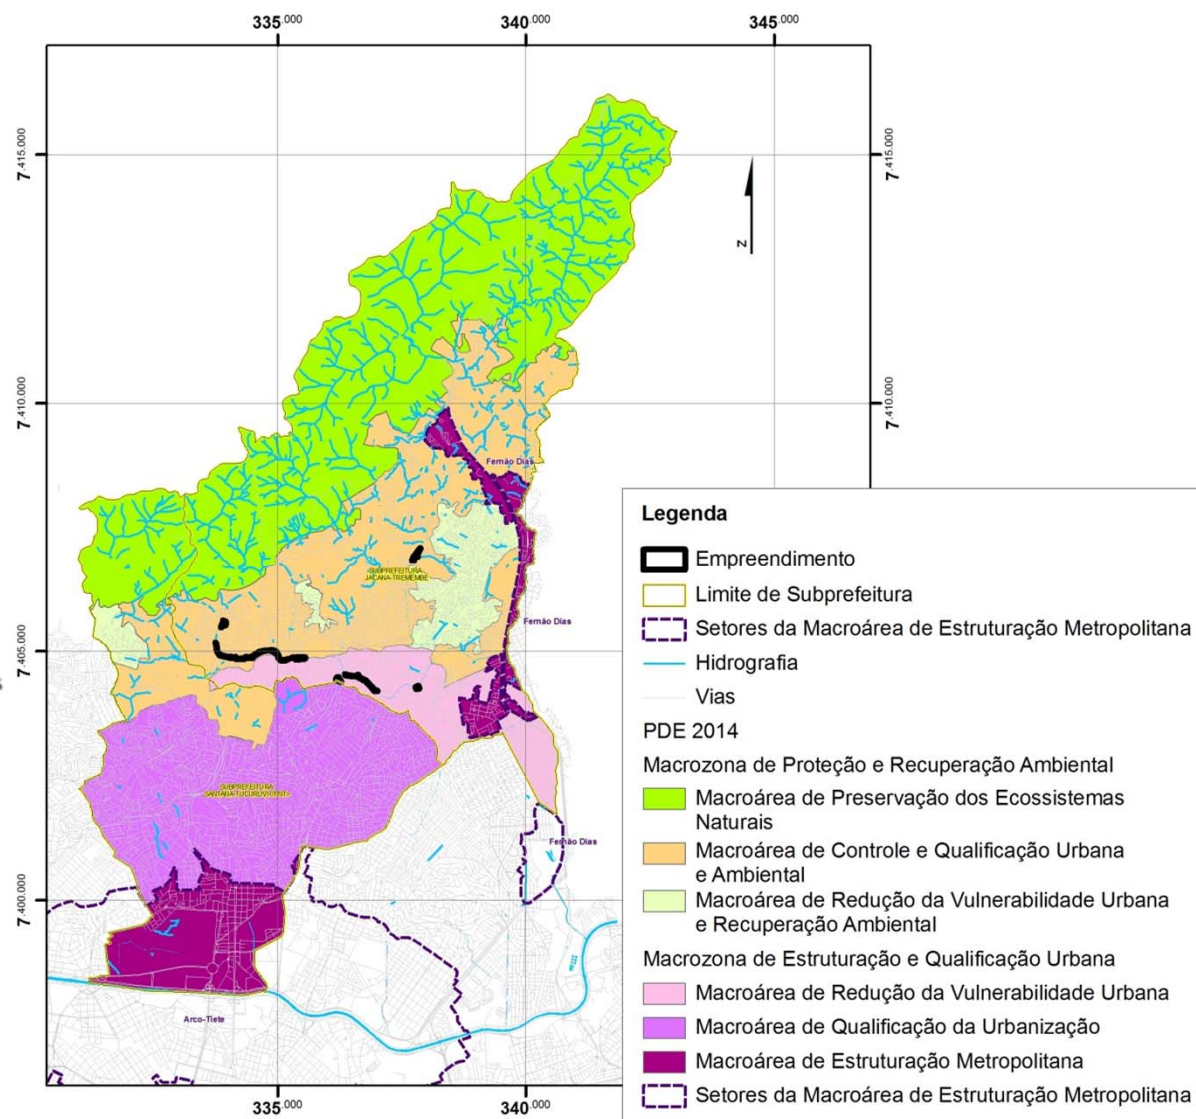 335.000
340.000
345.000
7.415.000
7.415.000
z
7.410.000
7.410.000
Fernão Dias
Legenda
Empreendimento
SUBPREFEITURA
JAÇANÃ-TREMEMBÉ
Limite de Subprefeitura
Fernão Dias
Setores da Macroárea de Estruturação Metropolitana
7.405.000
Hidrografia
Vias
PDE 2014
Macrozona de Proteção e Recuperação Ambiental
SUBPREFEITURA
SANTANA-TUCURUVI
Macroárea de Preservação dos Ecossistemas
Naturais
Fernão Dias
Macroárea de Controle e Qualificação Urbana
e Ambiental
7.400.000
Macroárea de Redução da Vulnerabilidade Urbana
e Recuperação Ambiental
Macrozona de Estruturação e Qualificação Urbana
Macroárea de Redução da Vulnerabilidade Urbana
Arco-Tiete
Macroárea de Qualificação da Urbanização
Macroárea de Estruturação Metropolitana
Setores da Macroárea de Estruturação Metropolitana
335.000
340.000